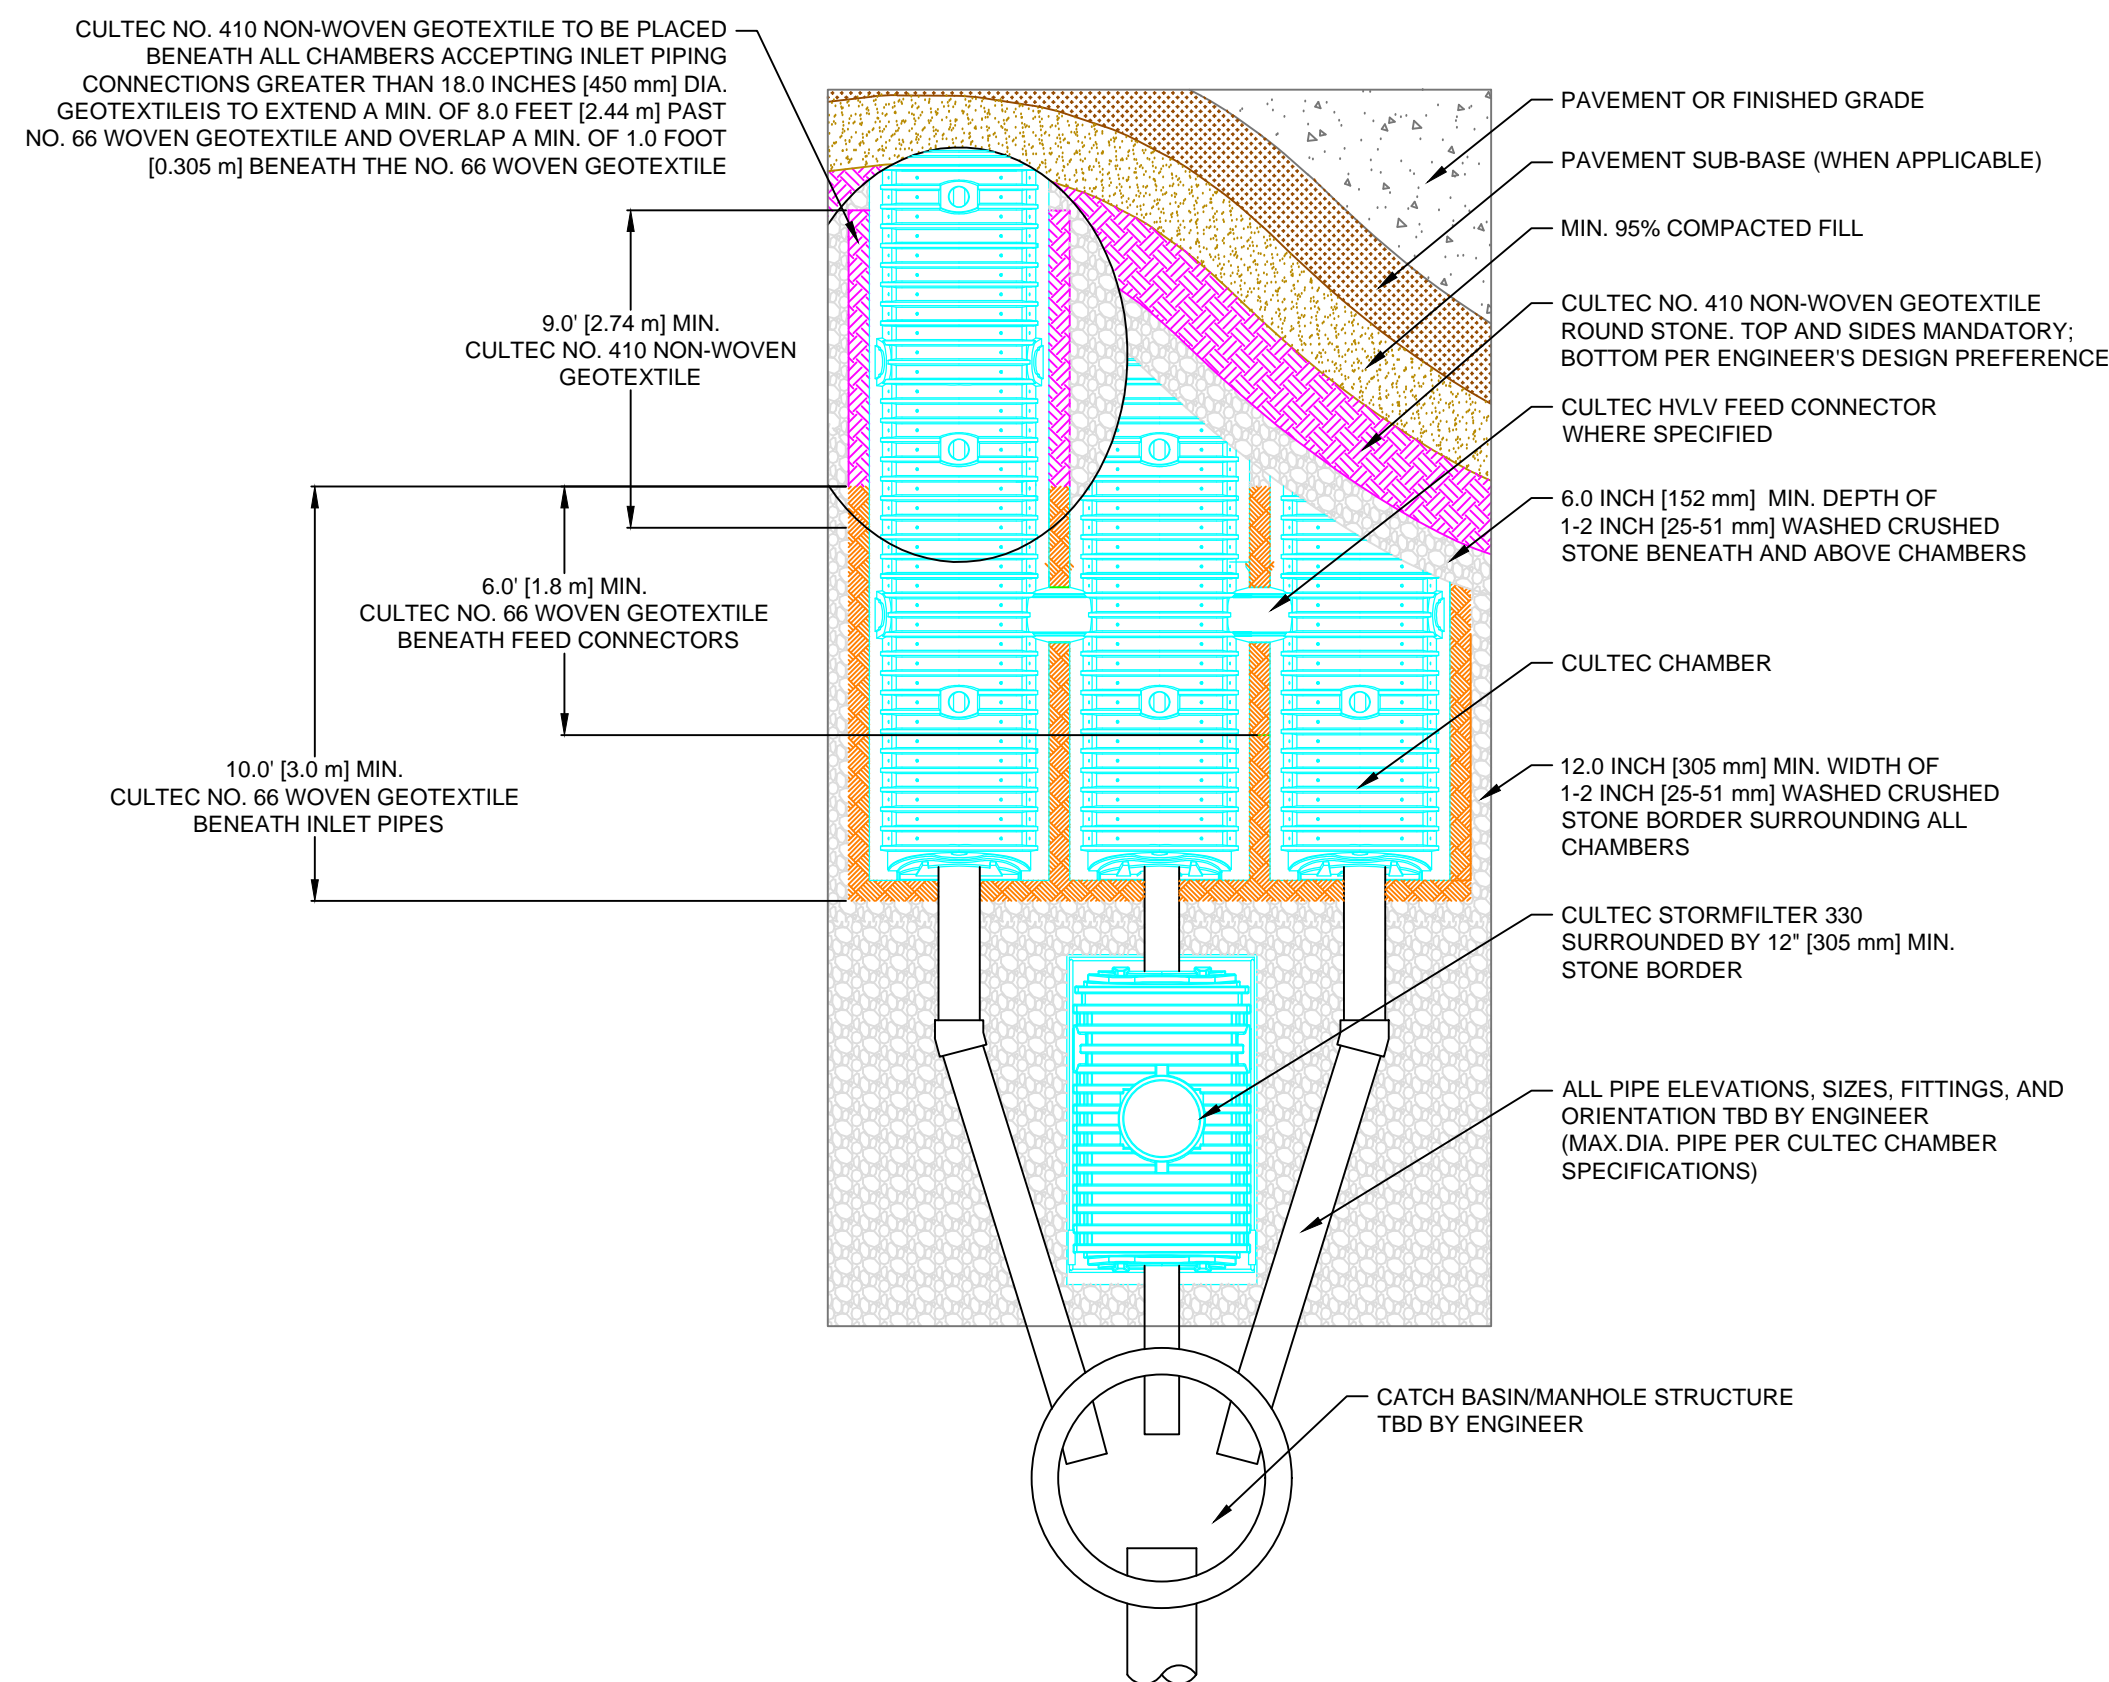 CULTEC NO. 410 NON-WOVEN GEOTEXTILE TO BE PLACED
BENEATH ALL CHAMBERS ACCEPTING INLET PIPING
CONNECTIONS GREATER THAN 18.0 INCHES [450 mm] DIA.
GEOTEXTILEIS TO EXTEND A MIN. OF 8.0 FEET [2.44 m] PAST
NO. 66 WOVEN GEOTEXTILE AND OVERLAP A MIN. OF 1.0 FOOT
[0.305 m] BENEATH THE NO. 66 WOVEN GEOTEXTILE
9.0' [2.74 m] MIN.
CULTEC NO. 410 NON-WOVEN
GEOTEXTILE
6.0' [1.8 m] MIN.
CULTEC NO. 66 WOVEN GEOTEXTILE
BENEATH FEED CONNECTORS
10.0' [3.0 m] MIN.
CULTEC NO. 66 WOVEN GEOTEXTILE
BENEATH INLET PIPES
PAVEMENT OR FINISHED GRADE
PAVEMENT SUB-BASE (WHEN APPLICABLE)
MIN. 95% COMPACTED FILL
CULTEC NO. 410 NON-WOVEN GEOTEXTILE
ROUND STONE. TOP AND SIDES MANDATORY;
BOTTOM PER ENGINEER'S DESIGN PREFERENCE
CULTEC HVLV FEED CONNECTOR
WHERE SPECIFIED
6.0 INCH [152 mm] MIN. DEPTH OF
1-2 INCH [25-51 mm] WASHED CRUSHED
STONE BENEATH AND ABOVE CHAMBERS
CULTEC CHAMBER
12.0 INCH [305 mm] MIN. WIDTH OF
1-2 INCH [25-51 mm] WASHED CRUSHED
STONE BORDER SURROUNDING ALL
CHAMBERS
CULTEC STORMFILTER 330
SURROUNDED BY 12" [305 mm] MIN.
STONE BORDER
ALL PIPE ELEVATIONS, SIZES, FITTINGS, AND
ORIENTATION TBD BY ENGINEER
(MAX.DIA. PIPE PER CULTEC CHAMBER
SPECIFICATIONS)
CATCH BASIN/MANHOLE STRUCTURE
TBD BY ENGINEER